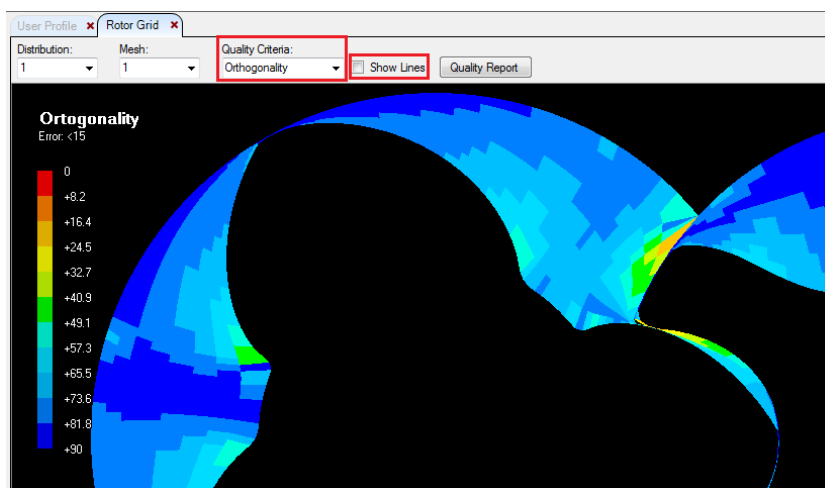 User Profile Rotor Grid
Distribution: Mesh: Quality Criteria:
1 1 Orthogonality Show Lines Quality Report
Ortogonality
Error: <15
0
+8.2
+16.4
+24.5
+32.7
+40.9
+49.1
+57.3
+65.5
+73.6
+81.8
+90